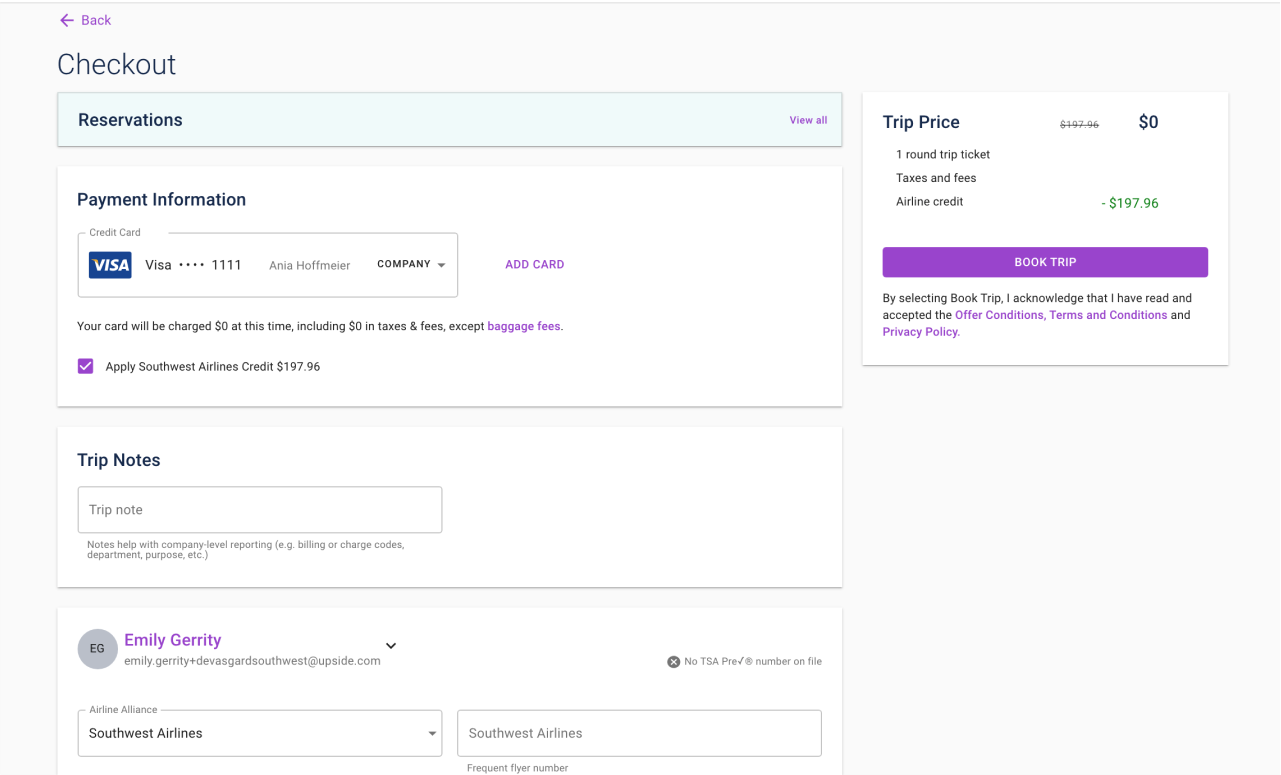 Back
Checkout
Reservations
View all
Payment Information
Credit Card
VISA
Visa •••• 1111
Ania Hoffmeier
COMPANY
ADD CARD
Your card will be charged $0 at this time, including $0 in taxes & fees, except baggage fees.
Apply Southwest Airlines Credit $197.96
Trip Notes
Trip note
Notes help with company-level reporting (e.g. billing or charge codes,
department, purpose, etc.)
EG
Emily Gerrity
emily.gerrity+devasgardsouthwest@upside.com
No TSA Pre✓® number on file
Airline Alliance
Southwest Airlines
Southwest Airlines
Frequent flyer number
Trip Price
$197.96
$0
1 round trip ticket
Taxes and fees
Airline credit
- $197.96
BOOK TRIP
By selecting Book Trip, I acknowledge that I have read and
accepted the Offer Conditions, Terms and Conditions and
Privacy Policy.